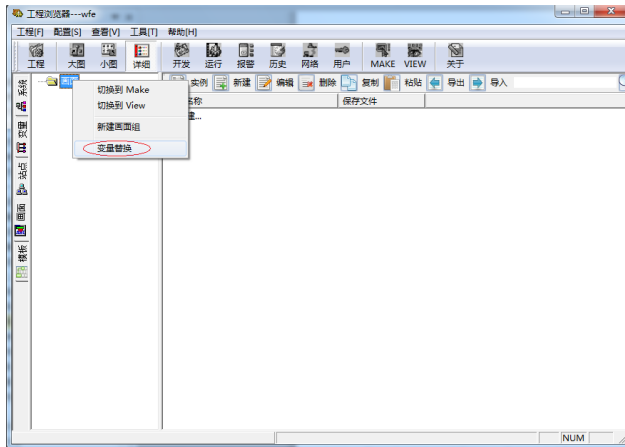 工程浏览器---wfe
工程[F] 配置[S] 查看[V] 工具[T] 帮助[H]
工程 大图 小图 详细 开发 运行 报警 历史 网络 用户 MAKE VIEW 关于
实例 新建 编辑 删除 复制 粘贴 导出 导入
系统
变量
站点
画面
模板
切换到 Make
切换到 View
新建画面组
变量替换
名称 保存文件
建...
NUM